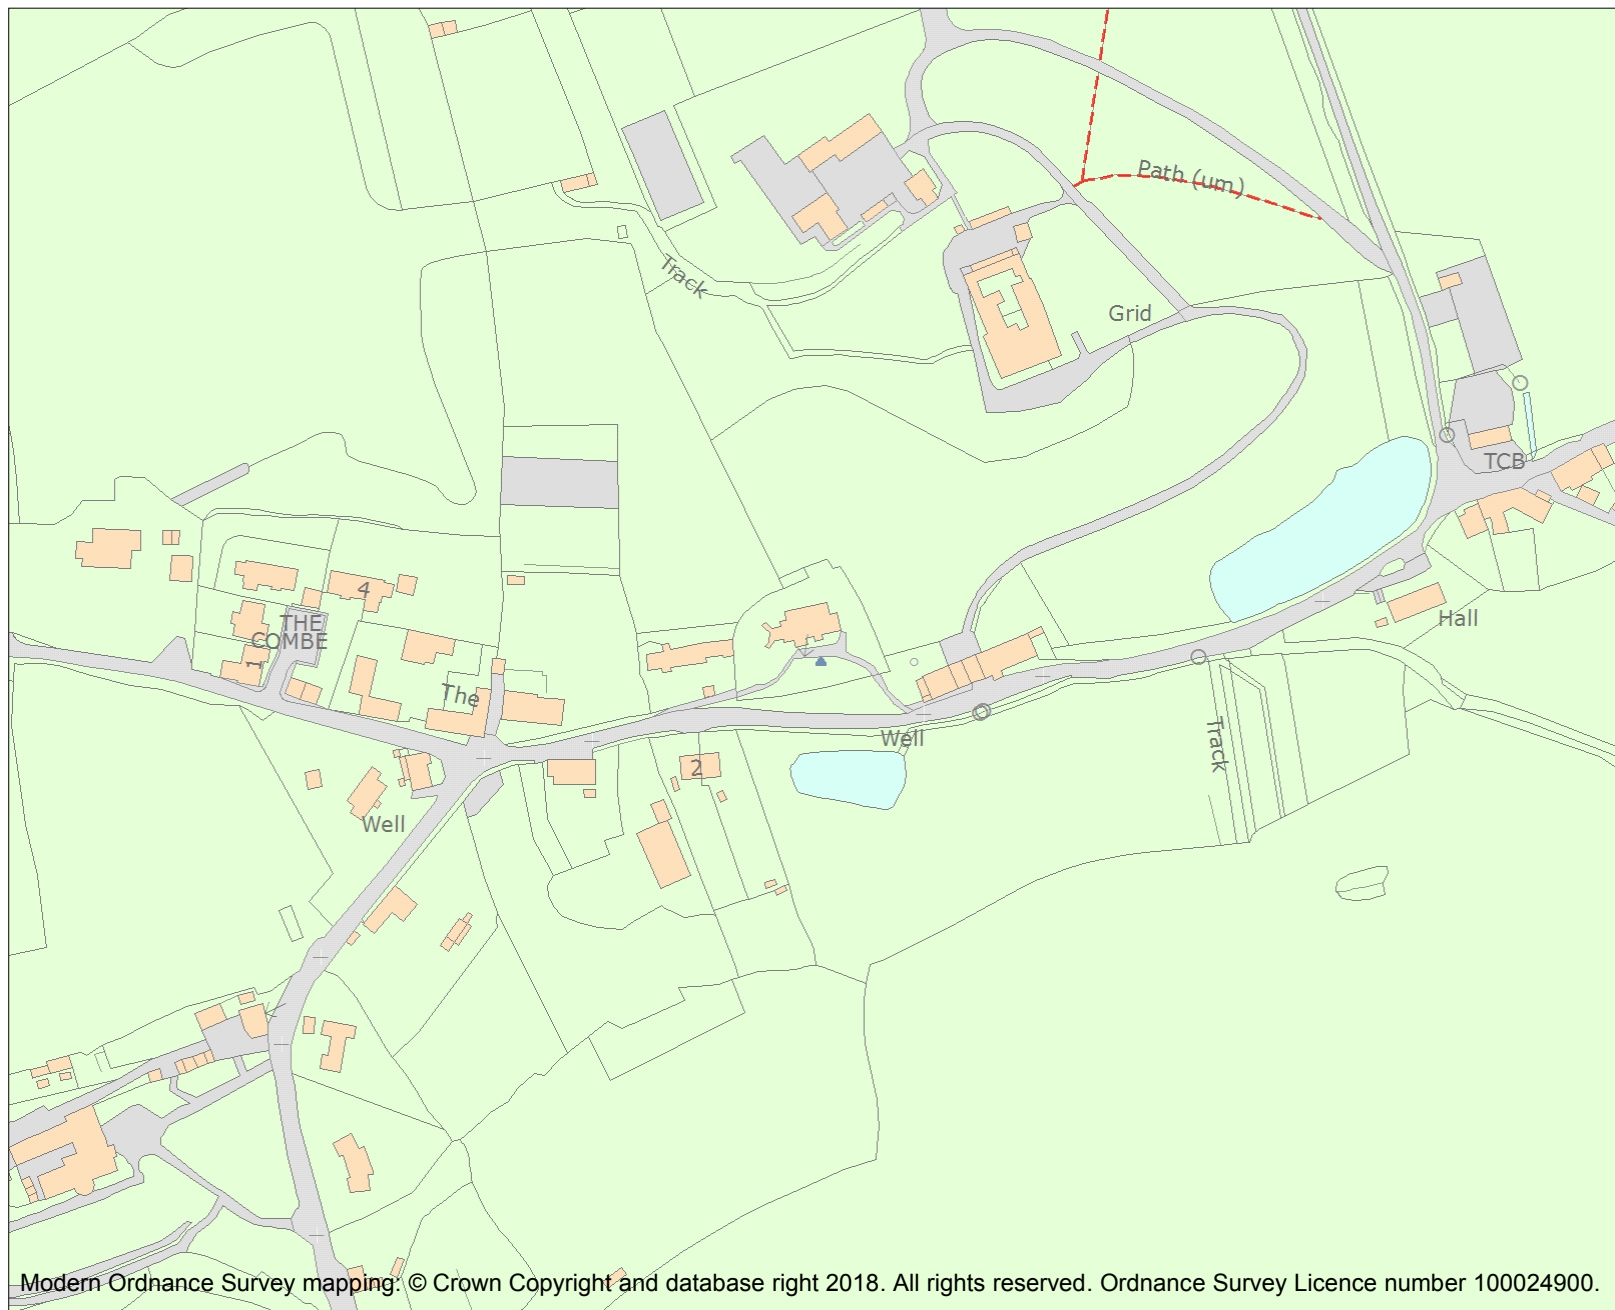 Path (um)
Track
Grid
TCB
4
THE
COMBE
1
Hall
The
Well
Track
2
Well
Modern Ordnance Survey mapping: © Crown Copyright and database right 2018. All rights reserved. Ordnance Survey Licence number 100024900.